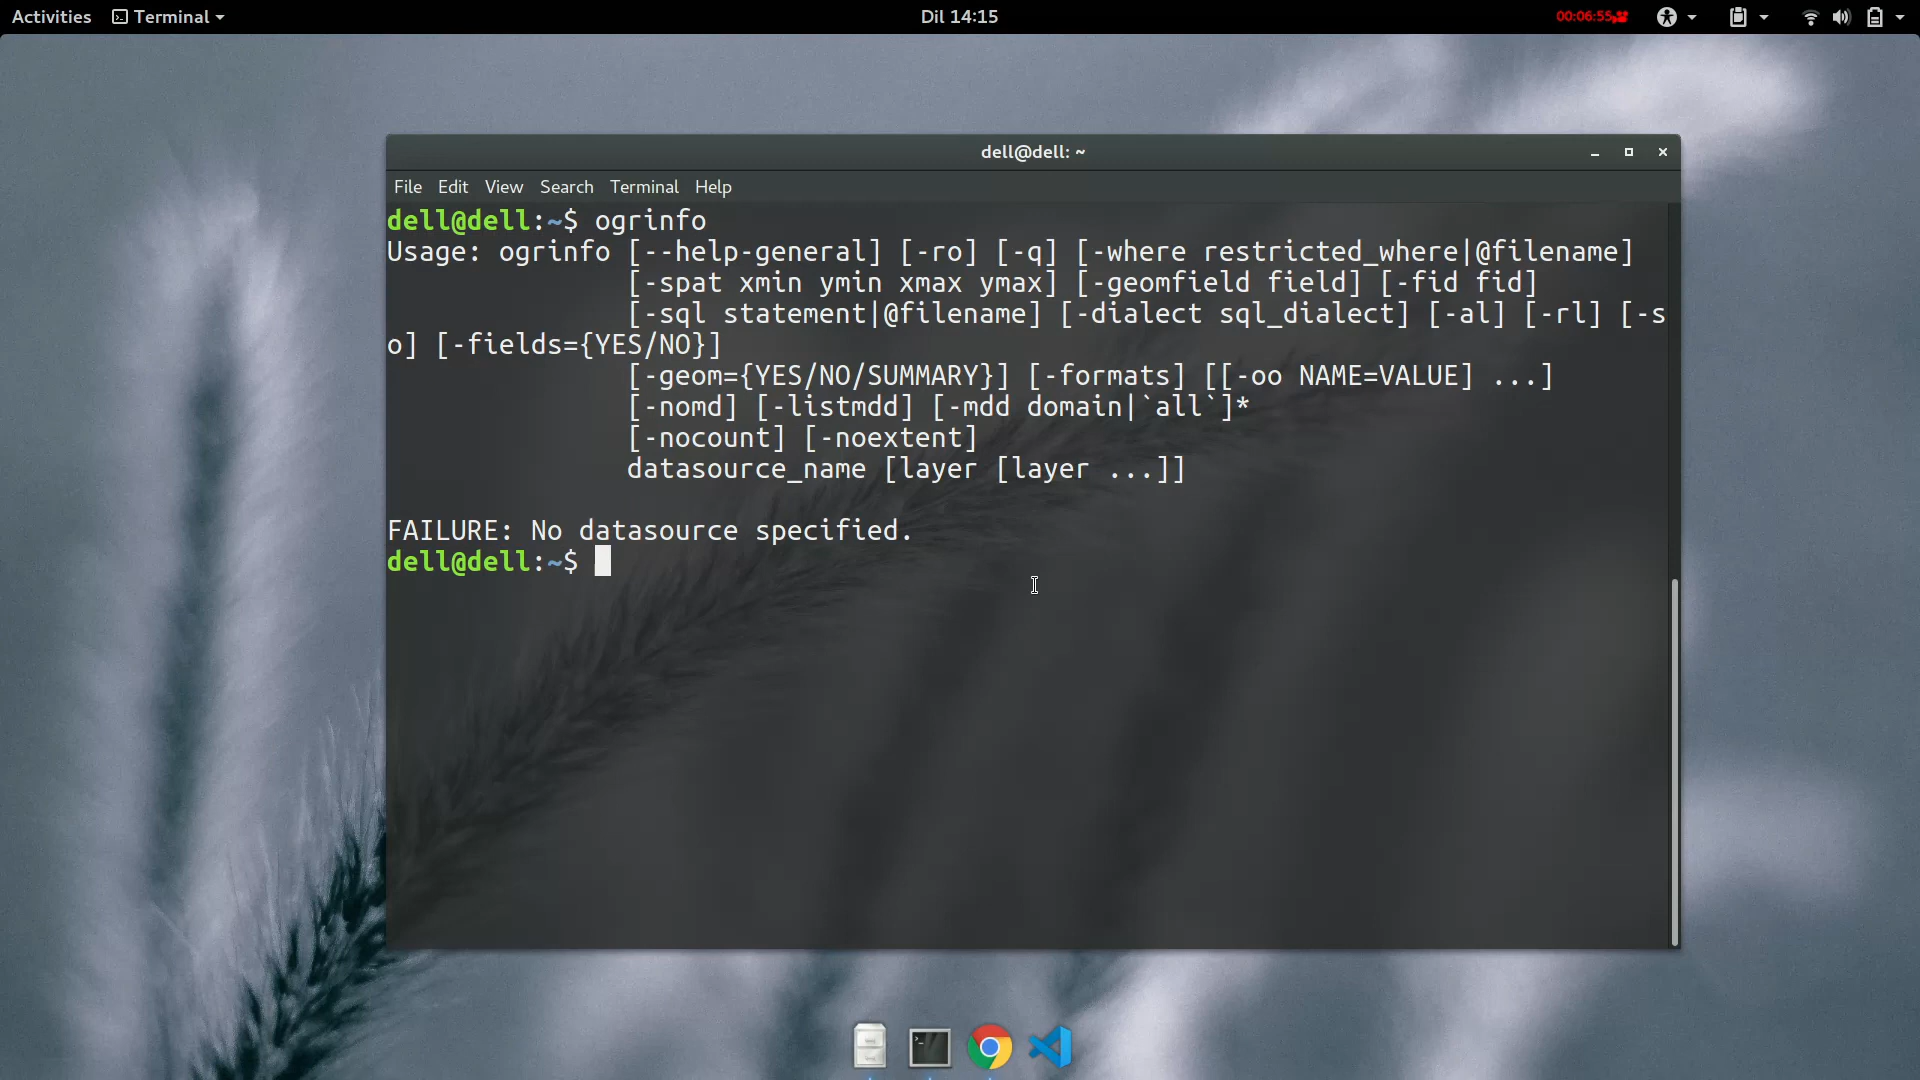 Activities Terminal Dil 14:15 00:06:55
dell@dell: ~
File Edit View Search Terminal Help
dell@dell:~$ ogrinfo
Usage: ogrinfo [--help-general] [-ro] [-q] [-where restricted_where|@filename]
[-spat xmin ymin xmax ymax] [-geomfield field] [-fid fid]
[-sql statement|@filename] [-dialect sql_dialect] [-al] [-rl] [-s
o] [-fields={YES/NO}]
[-geom={YES/NO/SUMMARY}] [-formats] [[-oo NAME=VALUE] ...]
[-nomd] [-listmdd] [-mdd domain|`all`]*
[-nocount] [-noextent]
datasource_name [layer [layer ...]]
FAILURE: No datasource specified.
dell@dell:~$